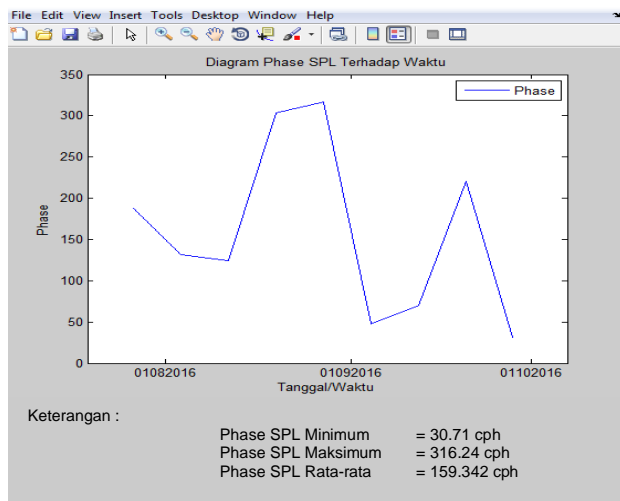 File Edit View Insert Tools Desktop Window Help
Diagram Phase SPL Terhadap Waktu
350
300
250
200
150
100
50
0
Phase
Phase
01082016 01092016 01102016
Tanggal/Waktu
Keterangan :
Phase SPL Minimum = 30.71 cph
Phase SPL Maksimum = 316.24 cph
Phase SPL Rata-rata = 159.342 cph